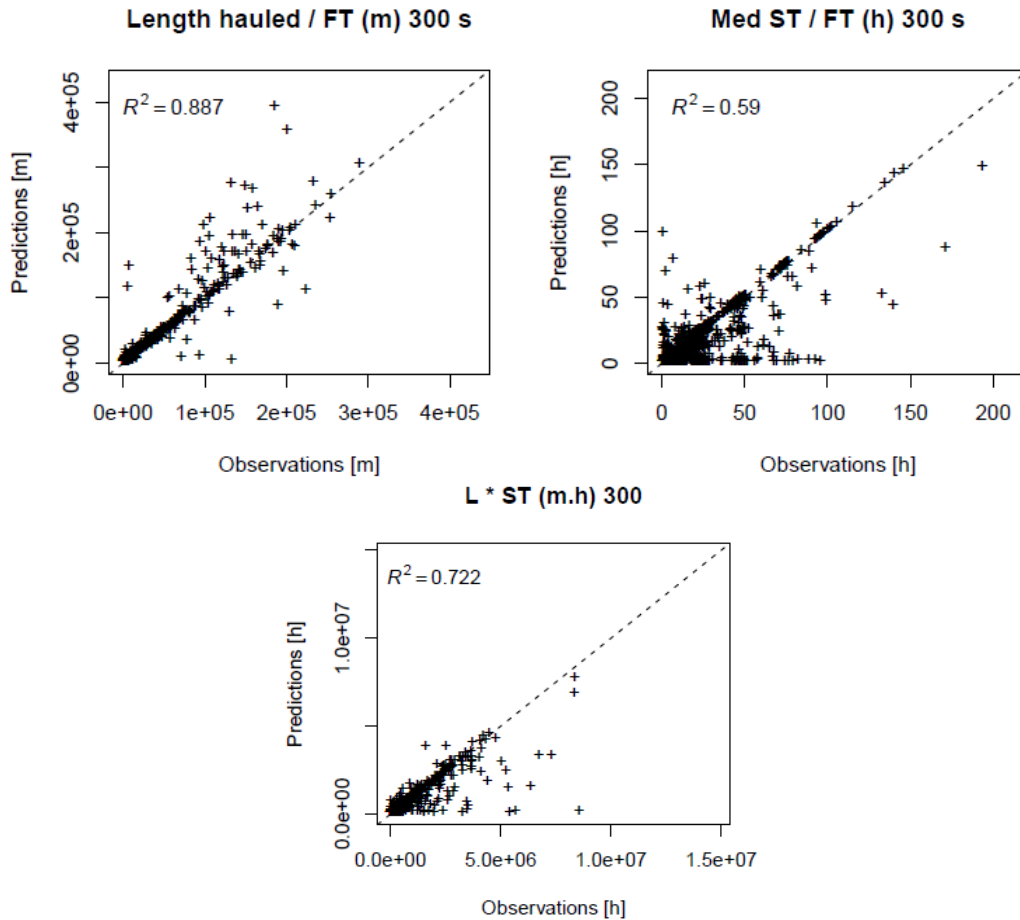 Length hauled / FT (m) 300 s
R² = 0.887
Predictions [m]
0e+00 2e+05 4e+05
0e+00 1e+05 2e+05 3e+05 4e+05
Observations [m]
Med ST / FT (h) 300 s
R² = 0.59
Predictions [h]
0 50 100 150 200
0 50 100 150 200
Observations [h]
L * ST (m.h) 300
R² = 0.722
Predictions [h]
0.0e+00 1.0e+07
0.0e+00 5.0e+06 1.0e+07 1.5e+07
Observations [h]